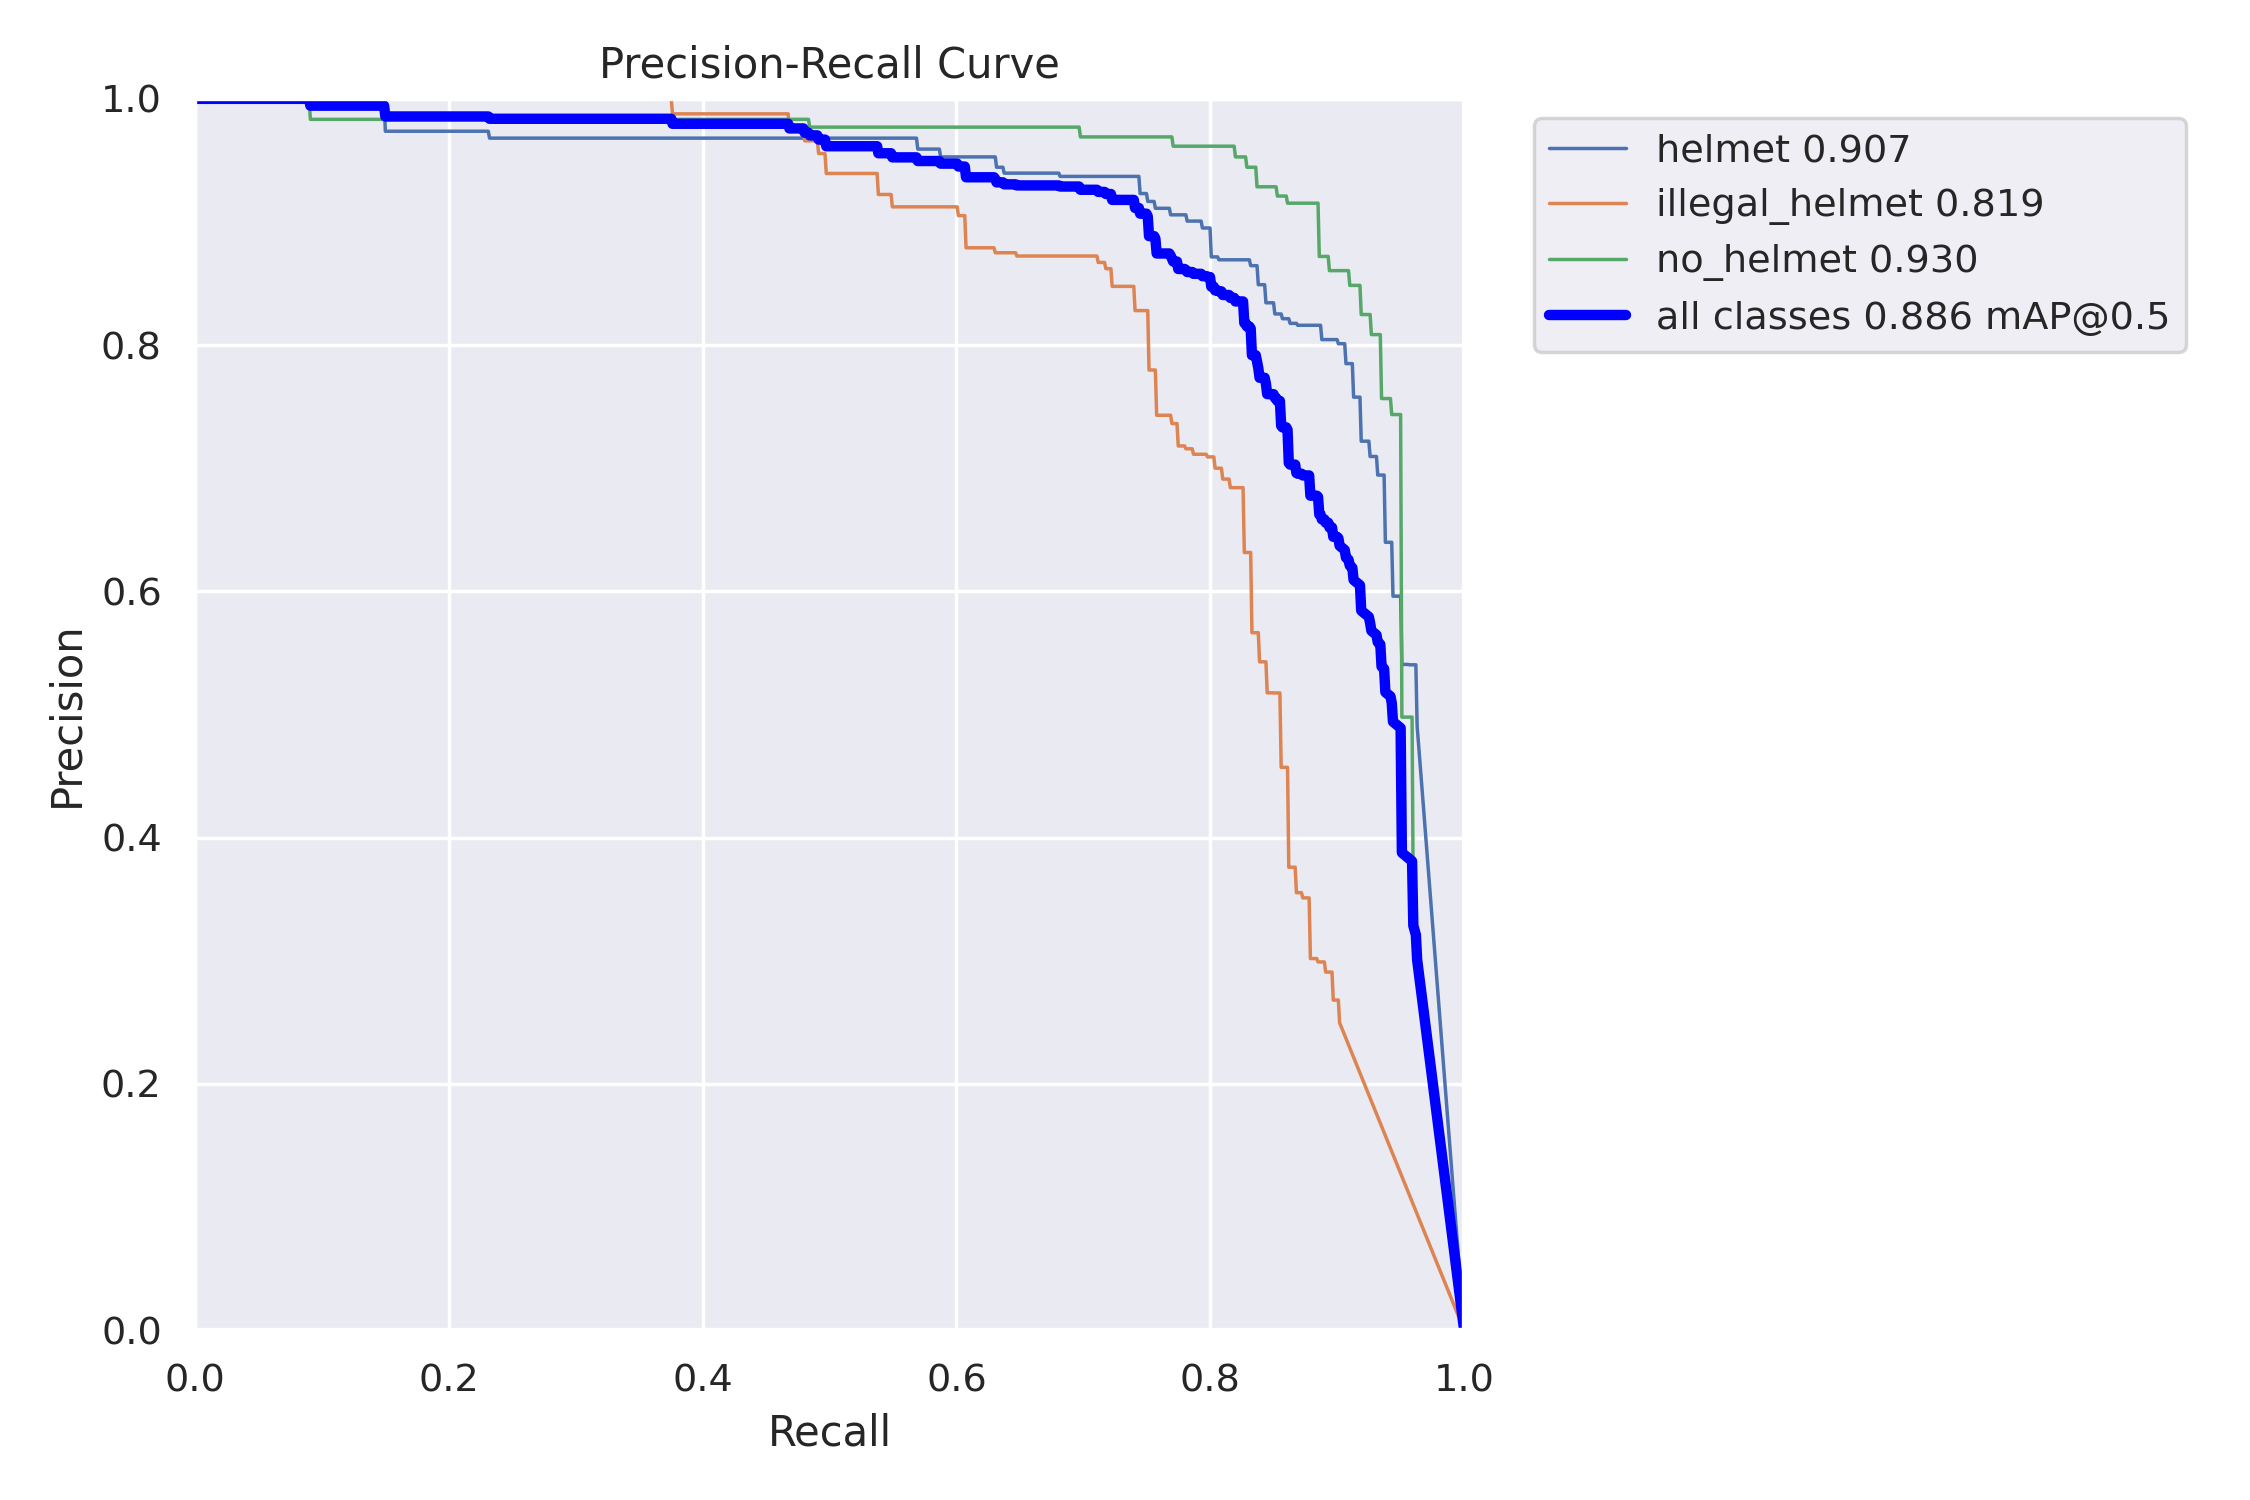 Precision-Recall Curve
1.0
0.8
0.6
0.4
0.2
0.0
Precision
0.0 0.2 0.4 0.6 0.8 1.0
Recall
helmet 0.907
illegal_helmet 0.819
no_helmet 0.930
all classes 0.886 mAP@0.5